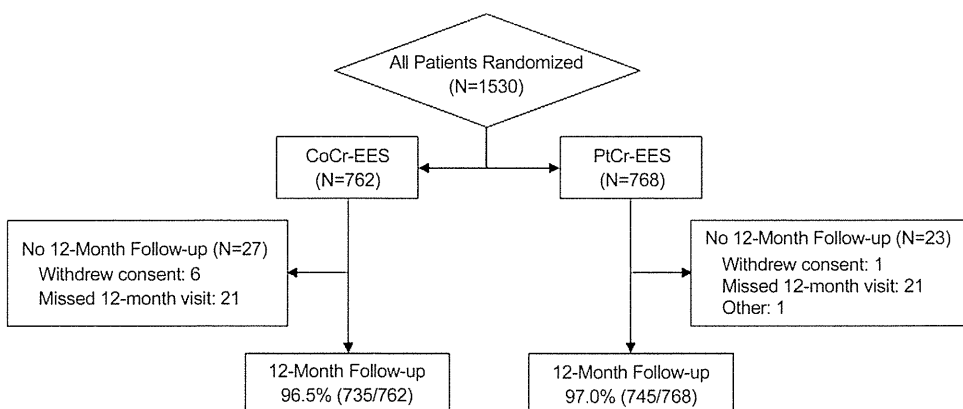 All Patients Randomized
(N=1530)
CoCr-EES
(N=762)
PtCr-EES
(N=768)
No 12-Month Follow-up (N=27)
Withdrew consent: 6
Missed 12-month visit: 21
No 12-Month Follow-up (N=23)
Withdrew consent: 1
Missed 12-month visit: 21
Other: 1
12-Month Follow-up
96.5% (735/762)
12-Month Follow-up
97.0% (745/768)